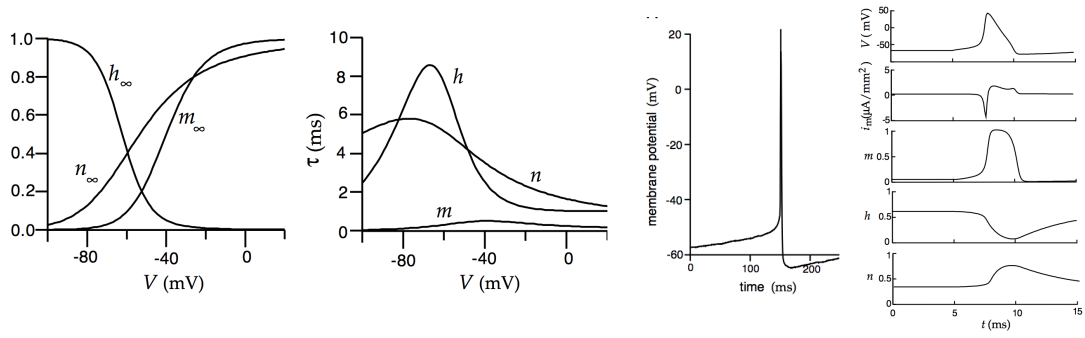 1.0
0.8
0.6
0.4
0.2
0.0
h∞
m∞
n∞
-80
-40
0
V (mV)
10
8
6
4
2
0
τ (ms)
h
n
m
-80
-40
0
V (mV)
20
0
-20
-40
-60
membrane potential (mV)
0
100
200
time (ms)
50
0
-50
V (mV)
5
0
-5
iₘ(μA/mm²)
1
0.5
0
m
1
0.5
0
h
1
0.5
0
n
0
5
10
15
t (ms)